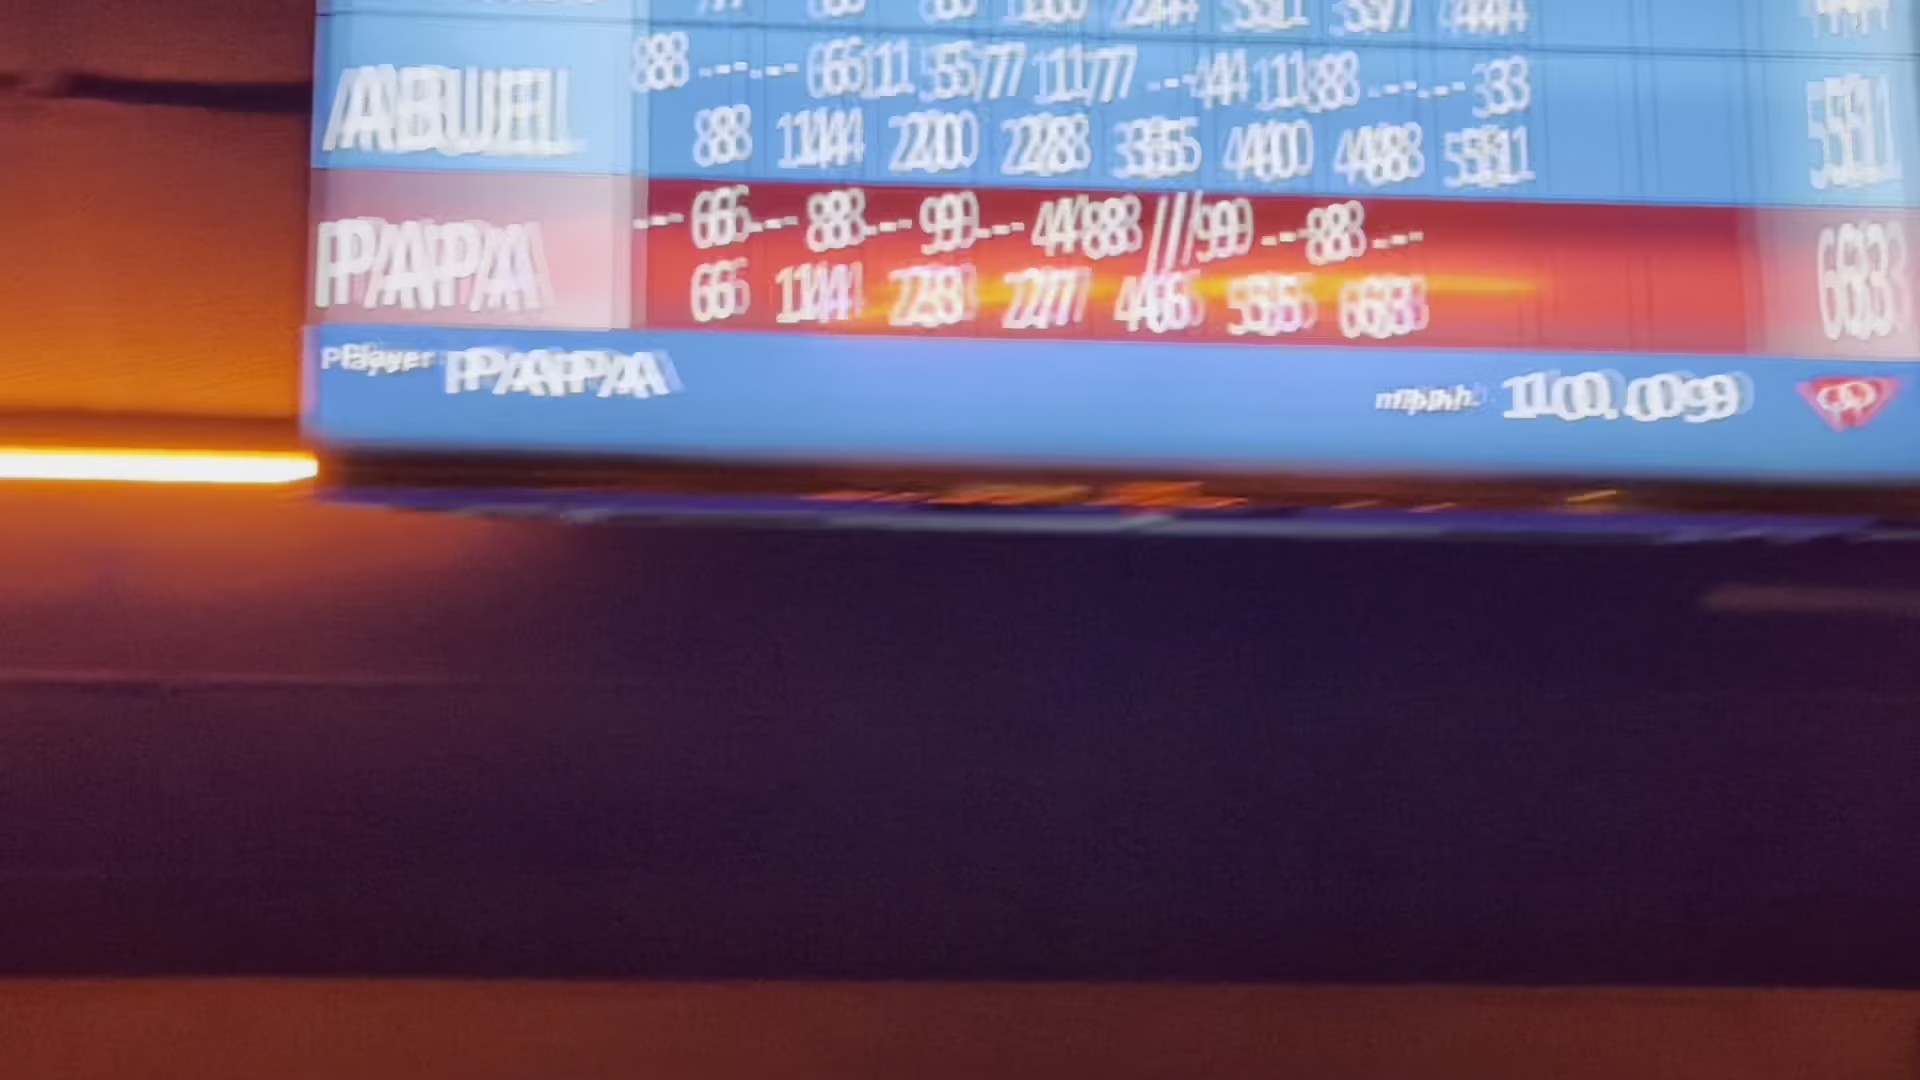 ABUEL 8 - - 6 1 5 7 1 7 - 4 1 8 - - 3
8 14 20 28 35 40 48 51 51
PAPA - 6 - 8 - 9 - 4 8 / 9 - 8 -
6 14 23 27 46 55 63 63
Player PAPA mph. 10.09